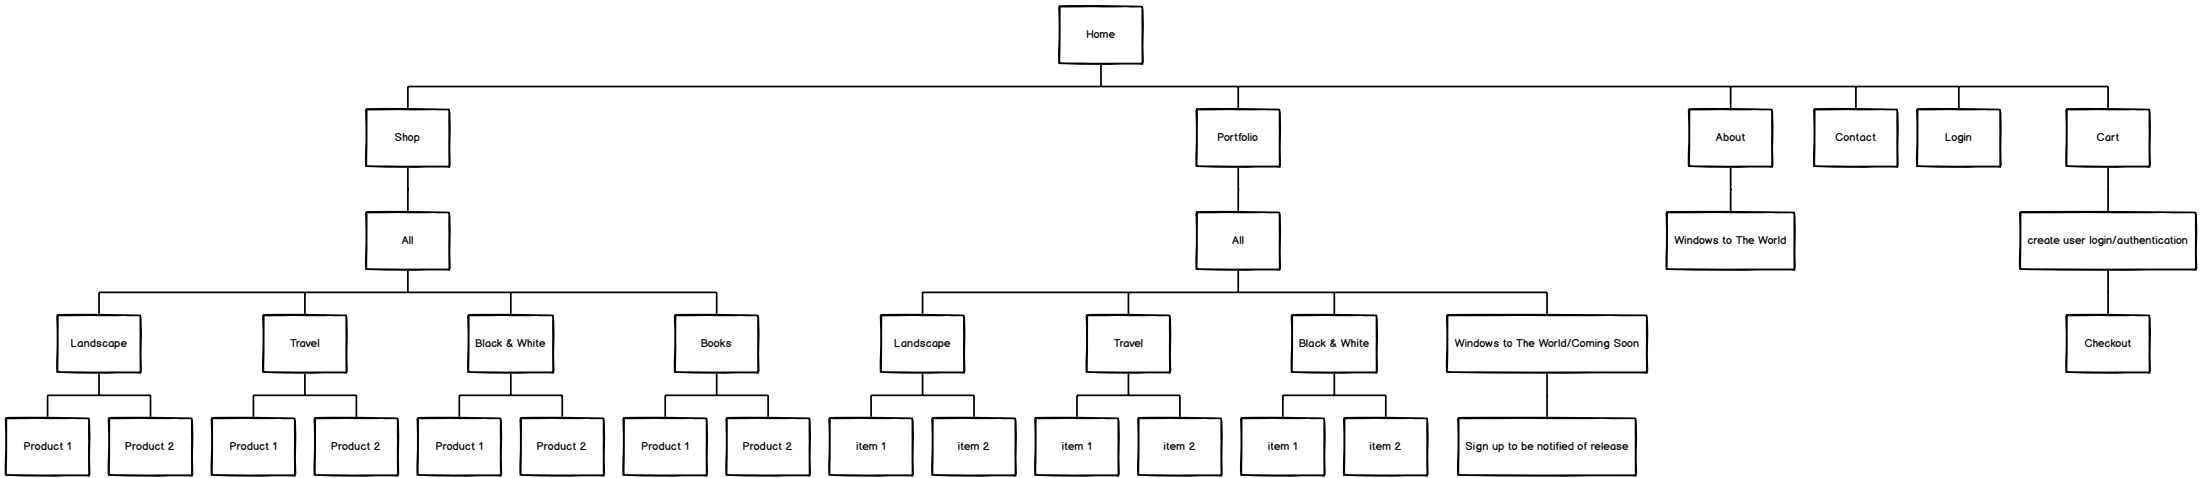 Home
Shop
Portfolio
About
Contact
Login
Cart
All
All
Windows to The World
create user login/authentication
Landscape
Travel
Black & White
Books
Landscape
Travel
Black & White
Windows to The World/Coming Soon
Checkout
Product 1
Product 2
Product 1
Product 2
Product 1
Product 2
Product 1
Product 2
item 1
item 2
item 1
item 2
item 1
item 2
Sign up to be notified of release